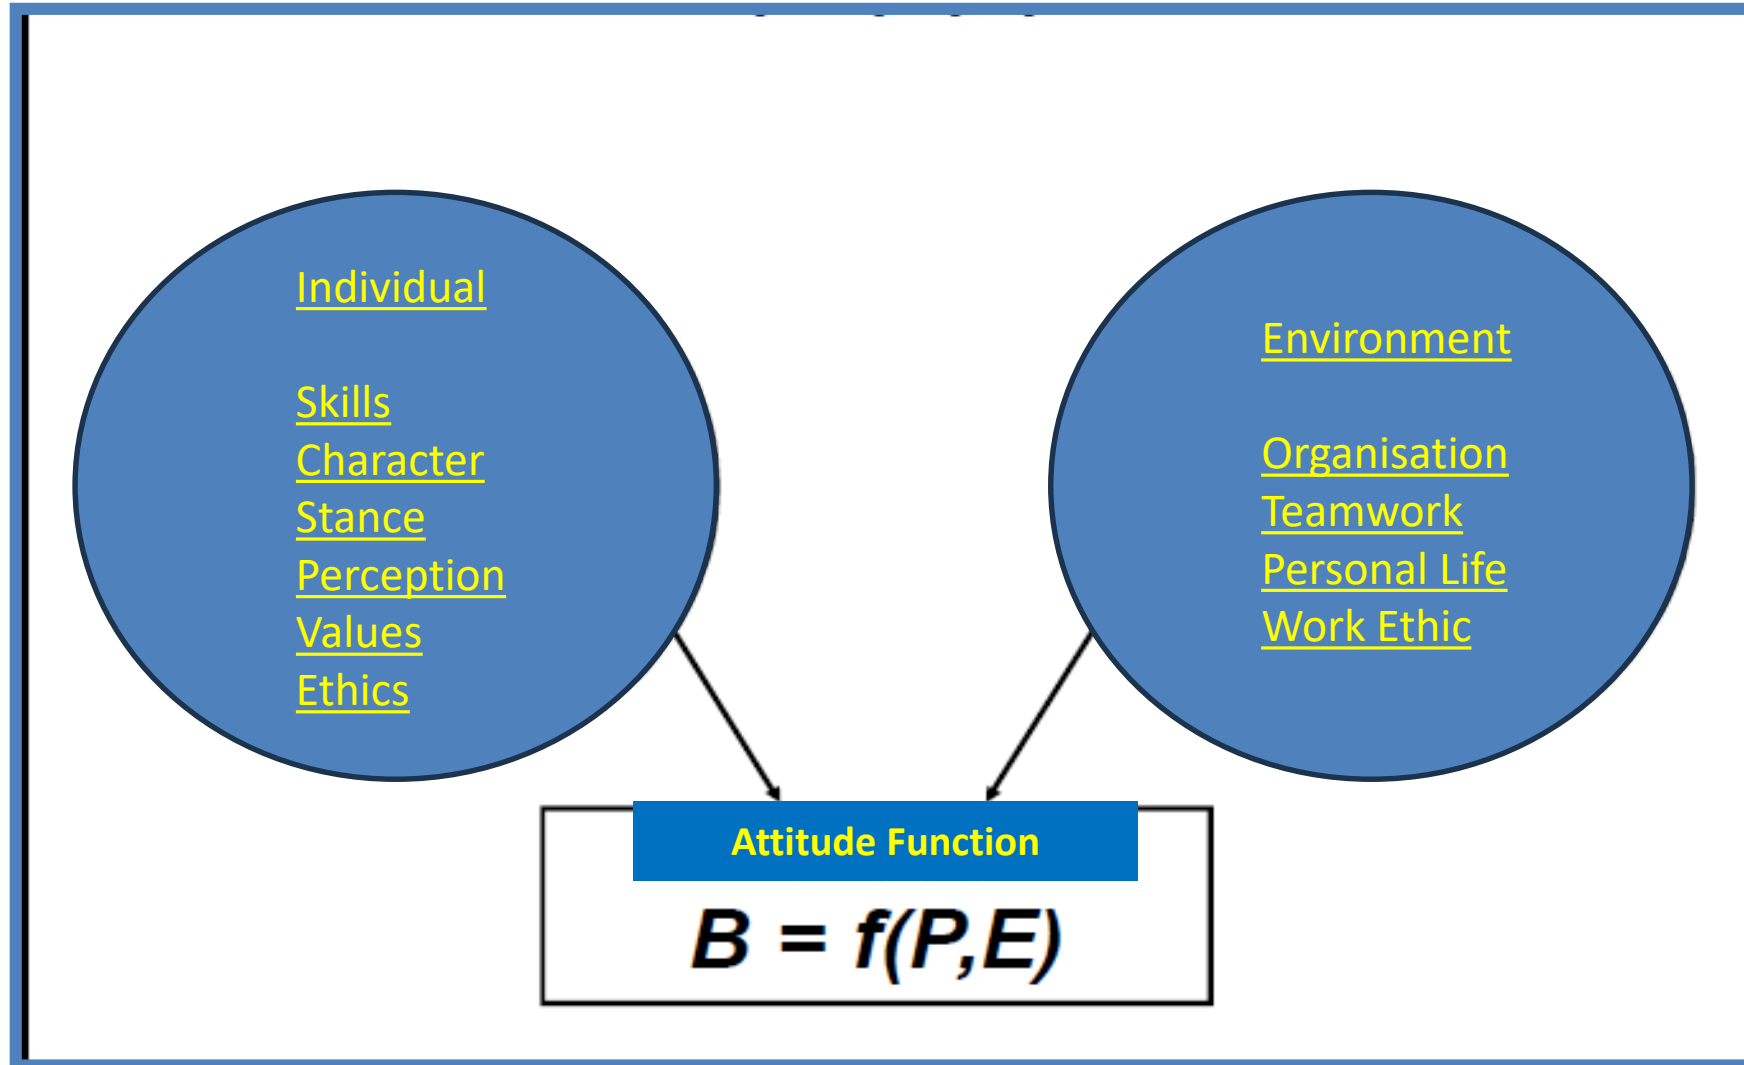 Individual
Skills
Character
Stance
Perception
Values
Ethics
Environment
Organisation
Teamwork
Personal Life
Work Ethic
Attitude Function
B = f(P,E)